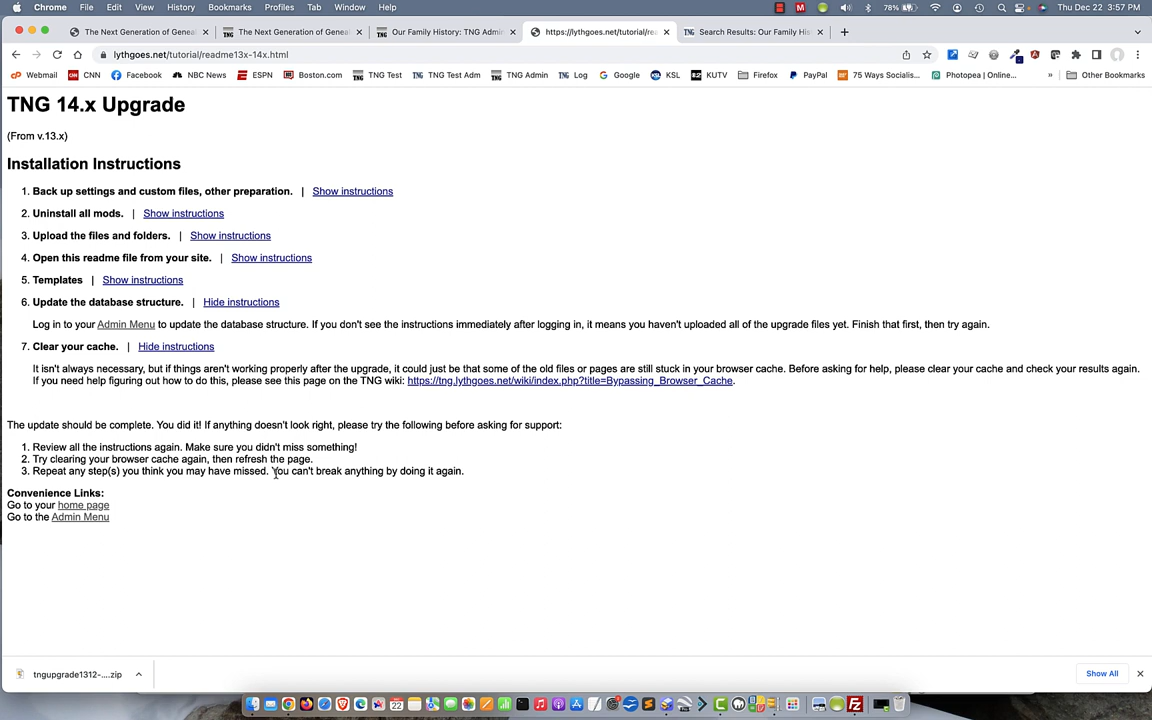 Chrome File Edit View History Bookmarks Profiles Tab Window Help 78% Thu Dec 22 3:57 PM
The Next Generation of Geneal The Next Generation of Geneal Our Family History: TNG Admin https://lythgoes.net/tutorial/rea Search Results: Our Family His
lythgoes.net/tutorial/readme13x-14x.html
Webmail CNN Facebook NBC News ESPN Boston.com TNG Test TNG Test Adm TNG Admin Log Google KSL KUTV Firefox PayPal 75 Ways Socialis... Photopea | Online... » Other Bookmarks
TNG 14.x Upgrade
(From v.13.x)
Installation Instructions
1. Back up settings and custom files, other preparation. | Show instructions
2. Uninstall all mods. | Show instructions
3. Upload the files and folders. | Show instructions
4. Open this readme file from your site. | Show instructions
5. Templates | Show instructions
6. Update the database structure. | Hide instructions
Log in to your Admin Menu to update the database structure. If you don't see the instructions immediately after logging in, it means you haven't uploaded all of the upgrade files yet. Finish that first, then try again.
7. Clear your cache. | Hide instructions
It isn't always necessary, but if things aren't working properly after the upgrade, it could just be that some of the old files or pages are still stuck in your browser cache. Before asking for help, please clear your cache and check your results again.
If you need help figuring out how to do this, please see this page on the TNG wiki: https://tng.lythgoes.net/wiki/index.php?title=Bypassing_Browser_Cache.
The update should be complete. You did it! If anything doesn't look right, please try the following before asking for support:
1. Review all the instructions again. Make sure you didn't miss something!
2. Try clearing your browser cache again, then refresh the page.
3. Repeat any step(s) you think you may have missed. You can't break anything by doing it again.
Convenience Links:
Go to your home page
Go to the Admin Menu
tngupgrade1312-....zip
Show All